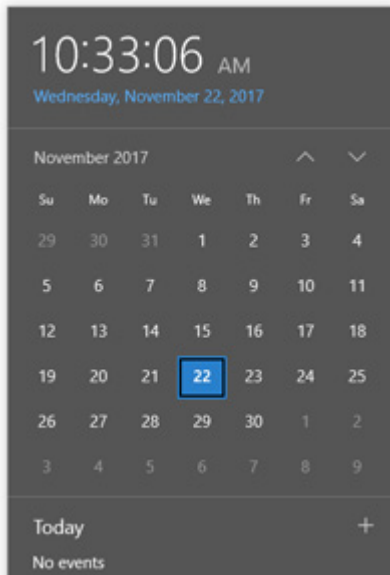 10:33:06 AM
Wednesday, November 22, 2017
November 2017
Su Mo Tu We Th Fr Sa
29 30 31 1 2 3 4
5 6 7 8 9 10 11
12 13 14 15 16 17 18
19 20 21 22 23 24 25
26 27 28 29 30 1 2
3 4 5 6 7 8 9
Today +
No events